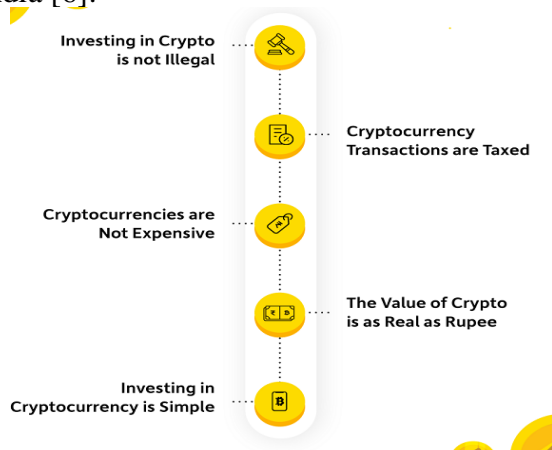 [6].
Investing in Crypto
is not Illegal
Cryptocurrency
Transactions are Taxed
Cryptocurrencies are
Not Expensive
The Value of Crypto
is as Real as Rupee
Investing in
Cryptocurrency is Simple